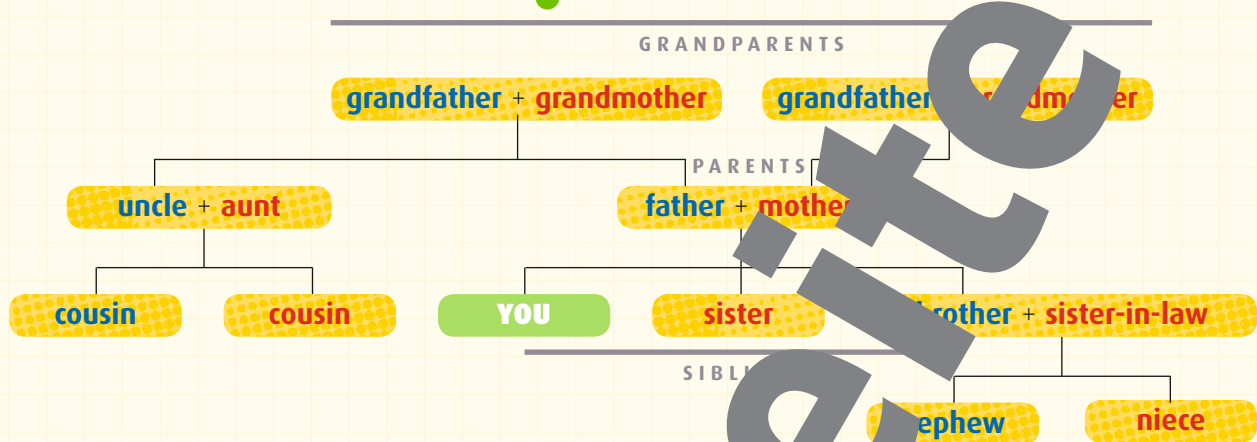 GRANDPARENTS
grandfather + grandmother grandfather
PARENTS
uncle + aunt father + mother
cousin cousin YOU sister brother + sister-in-law
SIBL
nephew niece